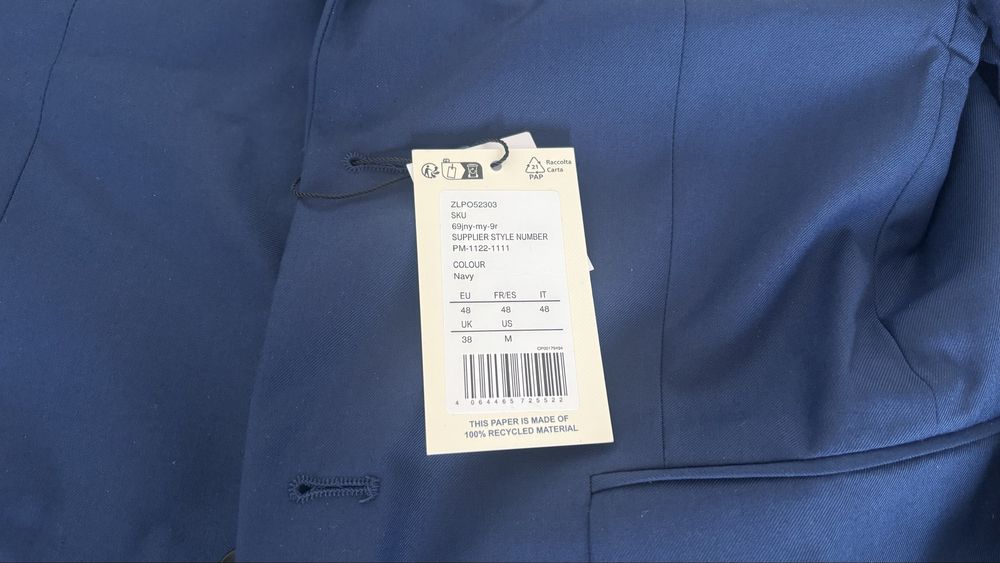 21
PAP
Raccolta
Carta
ZLPO52303
SKU
69jny-my-9r
SUPPLIER STYLE NUMBER
PM-1122-1111
COLOUR
Navy
EU FR/ES IT
48 48 48
UK US
38 M
OP00179494
4 064465 725522
THIS PAPER IS MADE OF
100% RECYCLED MATERIAL